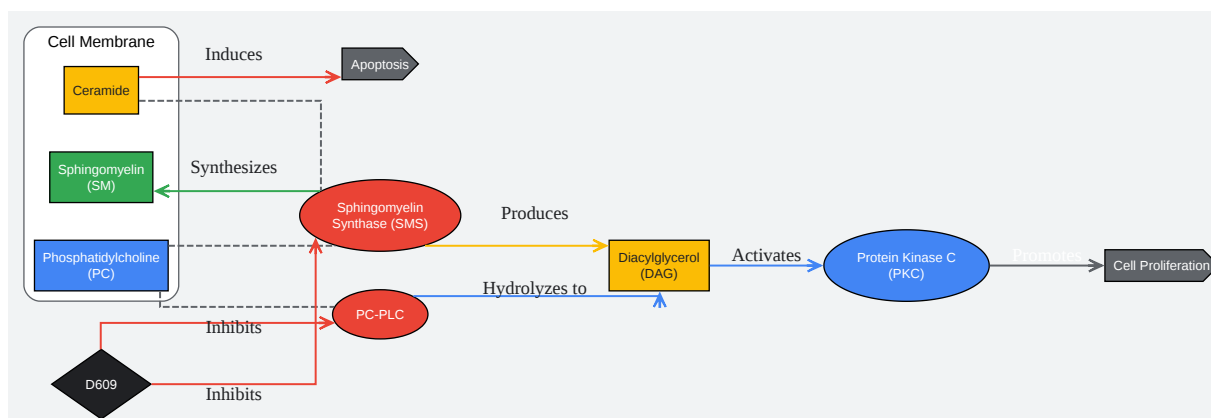 Cell Membrane
Induces
Apoptosis
Ceramide
Synthesizes
Sphingomyelin
(SM)
Sphingomyelin
Synthase (SMS)
Produces
Phosphatidylcholine
(PC)
Diacylglycerol
(DAG)
Activates
Protein Kinase C
(PKC)
Promotes
Cell Proliferation
Hydrolyzes to
PC-PLC
Inhibits
D609
Inhibits